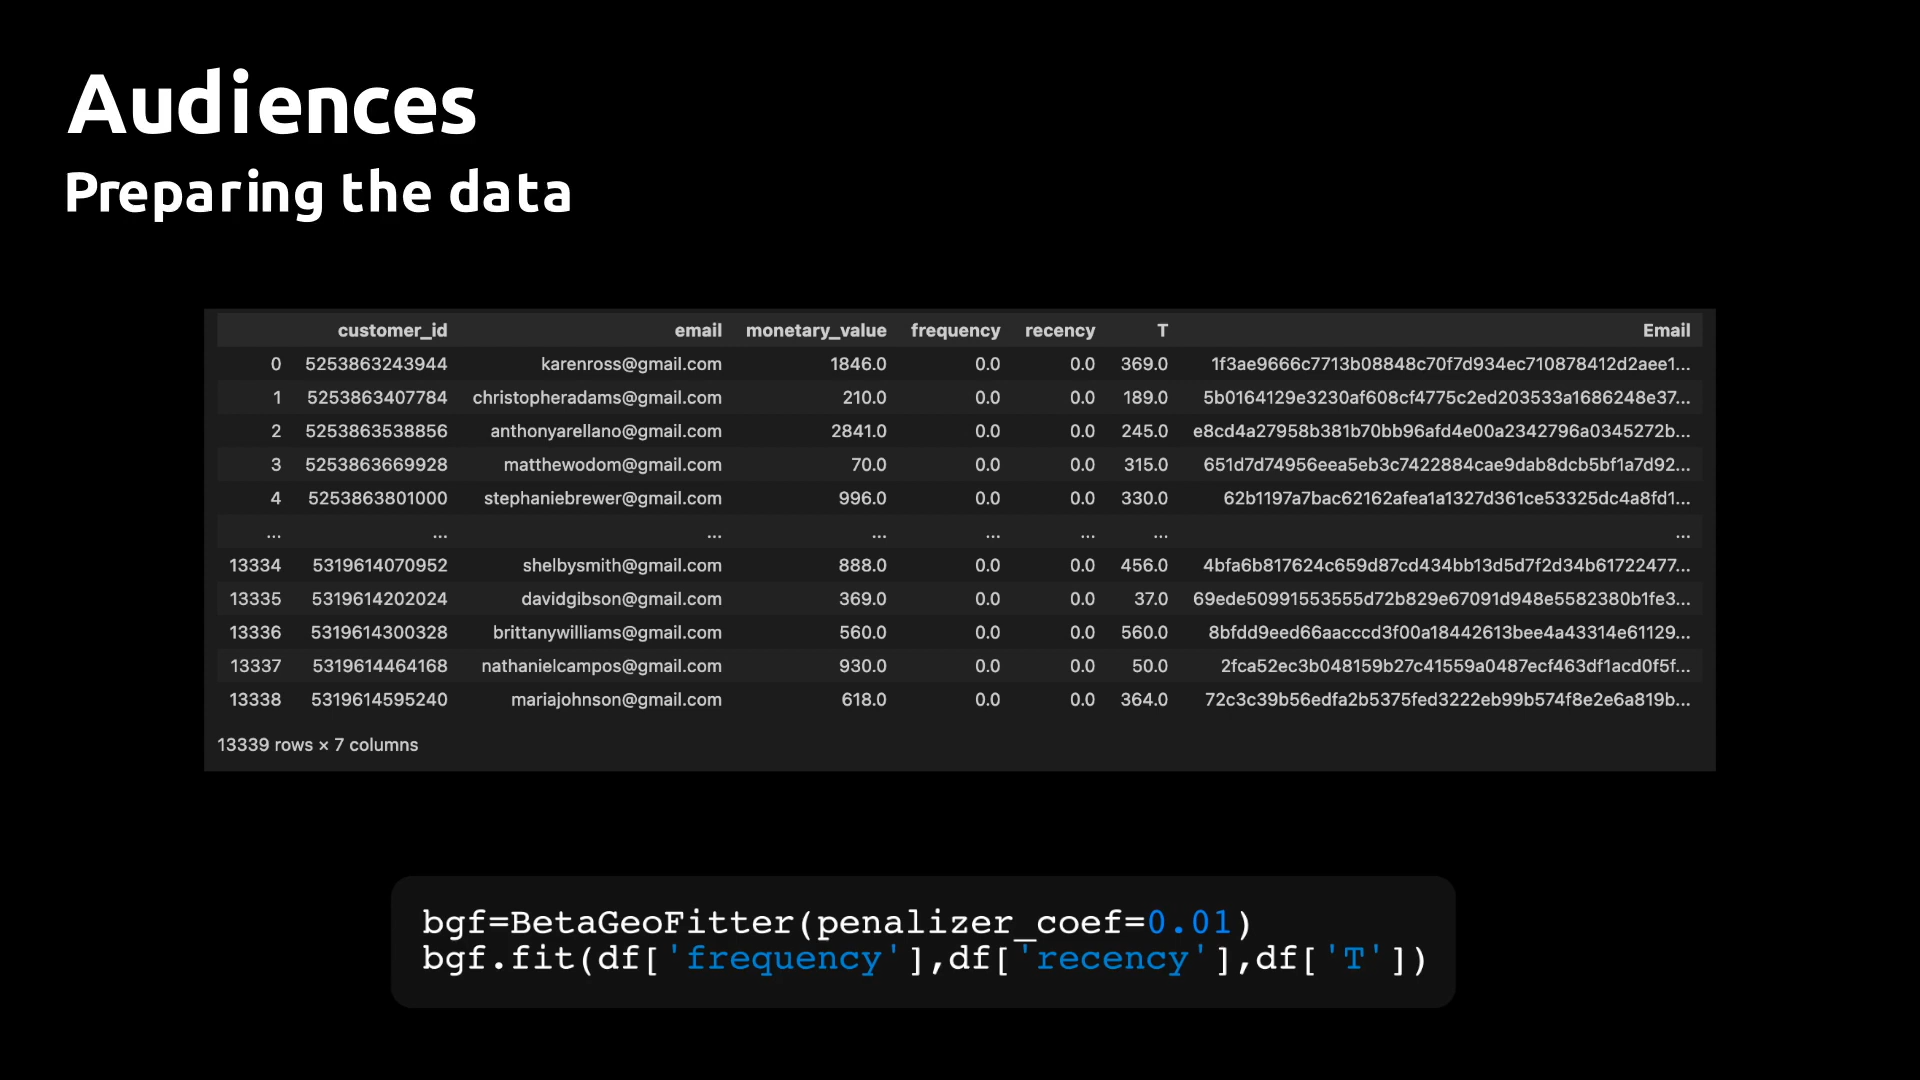 Audiences
Preparing the data
customer_id email monetary_value frequency recency T Email
0 5253863243944 karenross@gmail.com 1846.0 0.0 0.0 369.0 1f3ae9666c7713b08848c70f7d934ec710878412d2aee1...
1 5253863407784 christopheradams@gmail.com 210.0 0.0 0.0 189.0 5b0164129e3230af608cf4775c2ed203533a1686248e37...
2 5253863538856 anthonyarellano@gmail.com 2841.0 0.0 0.0 245.0 e8cd4a27958b381b70bb96afd4e00a2342796a0345272b...
3 5253863669928 matthewodom@gmail.com 70.0 0.0 0.0 315.0 651d7d74956eea5eb3c7422884cae9dab8dcb5bf1a7d92...
4 5253863801000 stephaniebrewer@gmail.com 996.0 0.0 0.0 330.0 62b1197a7bac62162afea1a1327d361ce53325dc4a8fd1...
... ... ... ... ... ... ... ...
13334 5319614070952 shelbysmith@gmail.com 888.0 0.0 0.0 456.0 4bfa6b817624c659d87cd434bb13d5d7f2d34b61722477...
13335 5319614202024 davidgibson@gmail.com 369.0 0.0 0.0 37.0 69ede50991553555d72b829e67091d948e5582380b1fe3...
13336 5319614300328 brittanywilliams@gmail.com 560.0 0.0 0.0 560.0 8bfdd9eed66aacccd3f00a18442613bee4a43314e61129...
13337 5319614464168 nathanielcampos@gmail.com 930.0 0.0 0.0 50.0 2fca52ec3b048159b27c41559a0487ecf463df1acd0f5f...
13338 5319614595240 mariajohnson@gmail.com 618.0 0.0 0.0 364.0 72c3c39b56edfa2b5375fed3222eb99b574f8e2e6a819b...
13339 rows × 7 columns
bgf=BetaGeoFitter(penalizer_coef=0.01)
bgf.fit(df['frequency'],df['recency'],df['T'])